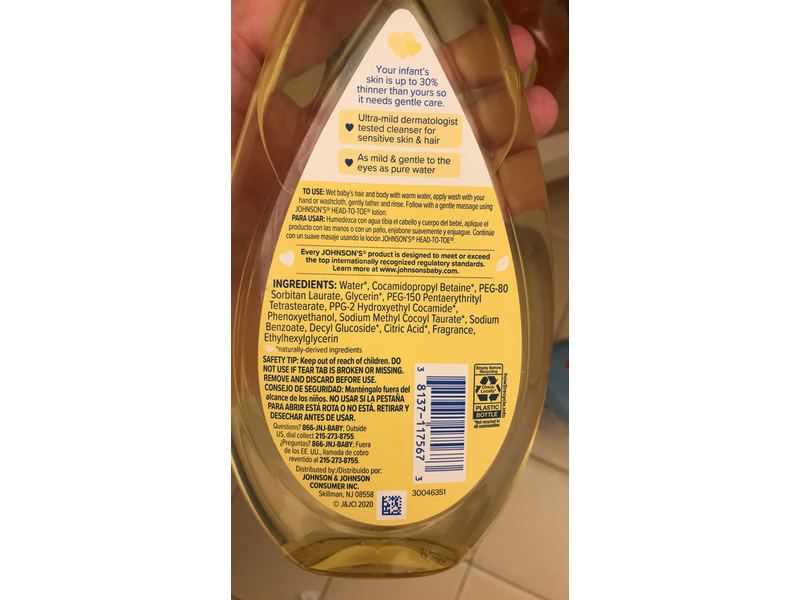 Your infant's
skin is up to 30%
thinner than yours so
it needs gentle care.
Ultra-mild dermatologist
tested cleanser for
sensitive skin & hair
As mild & gentle to the
eyes as pure water
TO USE: Wet baby's hair and body with warm water, apply wash with your
hand or washcloth, gently lather and rinse. Follow with a gentle massage using
JOHNSON'S® HEAD-TO-TOE® lotion.
PARA USAR: Humedezca con agua tibia el cabello y cuerpo del bebé, aplique el
producto con las manos o con un paño, enjabone suavemente y enjuague. Continúe
con un suave masaje usando la loción JOHNSON'S® HEAD-TO-TOE®.
Every JOHNSON'S® product is designed to meet or exceed
the top internationally recognized regulatory standards.
Learn more at www.johnsonsbaby.com.
INGREDIENTS: Water*, Cocamidopropyl Betaine*, PEG-80
Sorbitan Laurate, Glycerin*, PEG-150 Pentaerythrityl
Tetrastearate, PPG-2 Hydroxyethyl Cocamide*,
Phenoxyethanol, Sodium Methyl Cocoyl Taurate*, Sodium
Benzoate, Decyl Glucoside*, Citric Acid*, Fragrance,
Ethylhexylglycerin
*naturally-derived ingredients
SAFETY TIP: Keep out of reach of children. DO
NOT USE IF TEAR TAB IS BROKEN OR MISSING.
REMOVE AND DISCARD BEFORE USE.
CONSEJO DE SEGURIDAD: Manténgalo fuera del
alcance de los niños. NO USAR SI LA PESTAÑA
PARA ABRIR ESTÁ ROTA O NO ESTÁ. RETIRAR Y
DESECHAR ANTES DE USAR.
Questions? 866-JNJ-BABY; Outside
US, dial collect 215-273-8755.
¿Preguntas? 866-JNJ-BABY; Fuera
de los EE. UU., llamada de cobro
revertido al 215-273-8755.
Distributed by:/Distribuido por:
JOHNSON & JOHNSON
CONSUMER INC.
Skillman, NJ 08558
© J&JCI 2020
3 8137-117567 3
30046351
Empty Before
Recycling
Check
Locally*
PLASTIC
BOTTLE
*Not recycled in
all communities
how2recycle.info